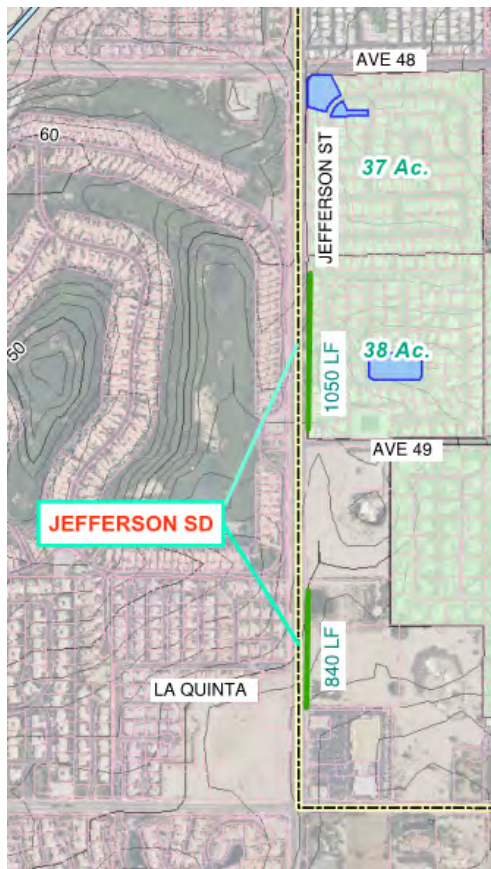 AVE 48
60
JEFFERSON ST
37 Ac.
50
1050 LF
38 Ac.
AVE 49
JEFFERSON SD
840 LF
LA QUINTA